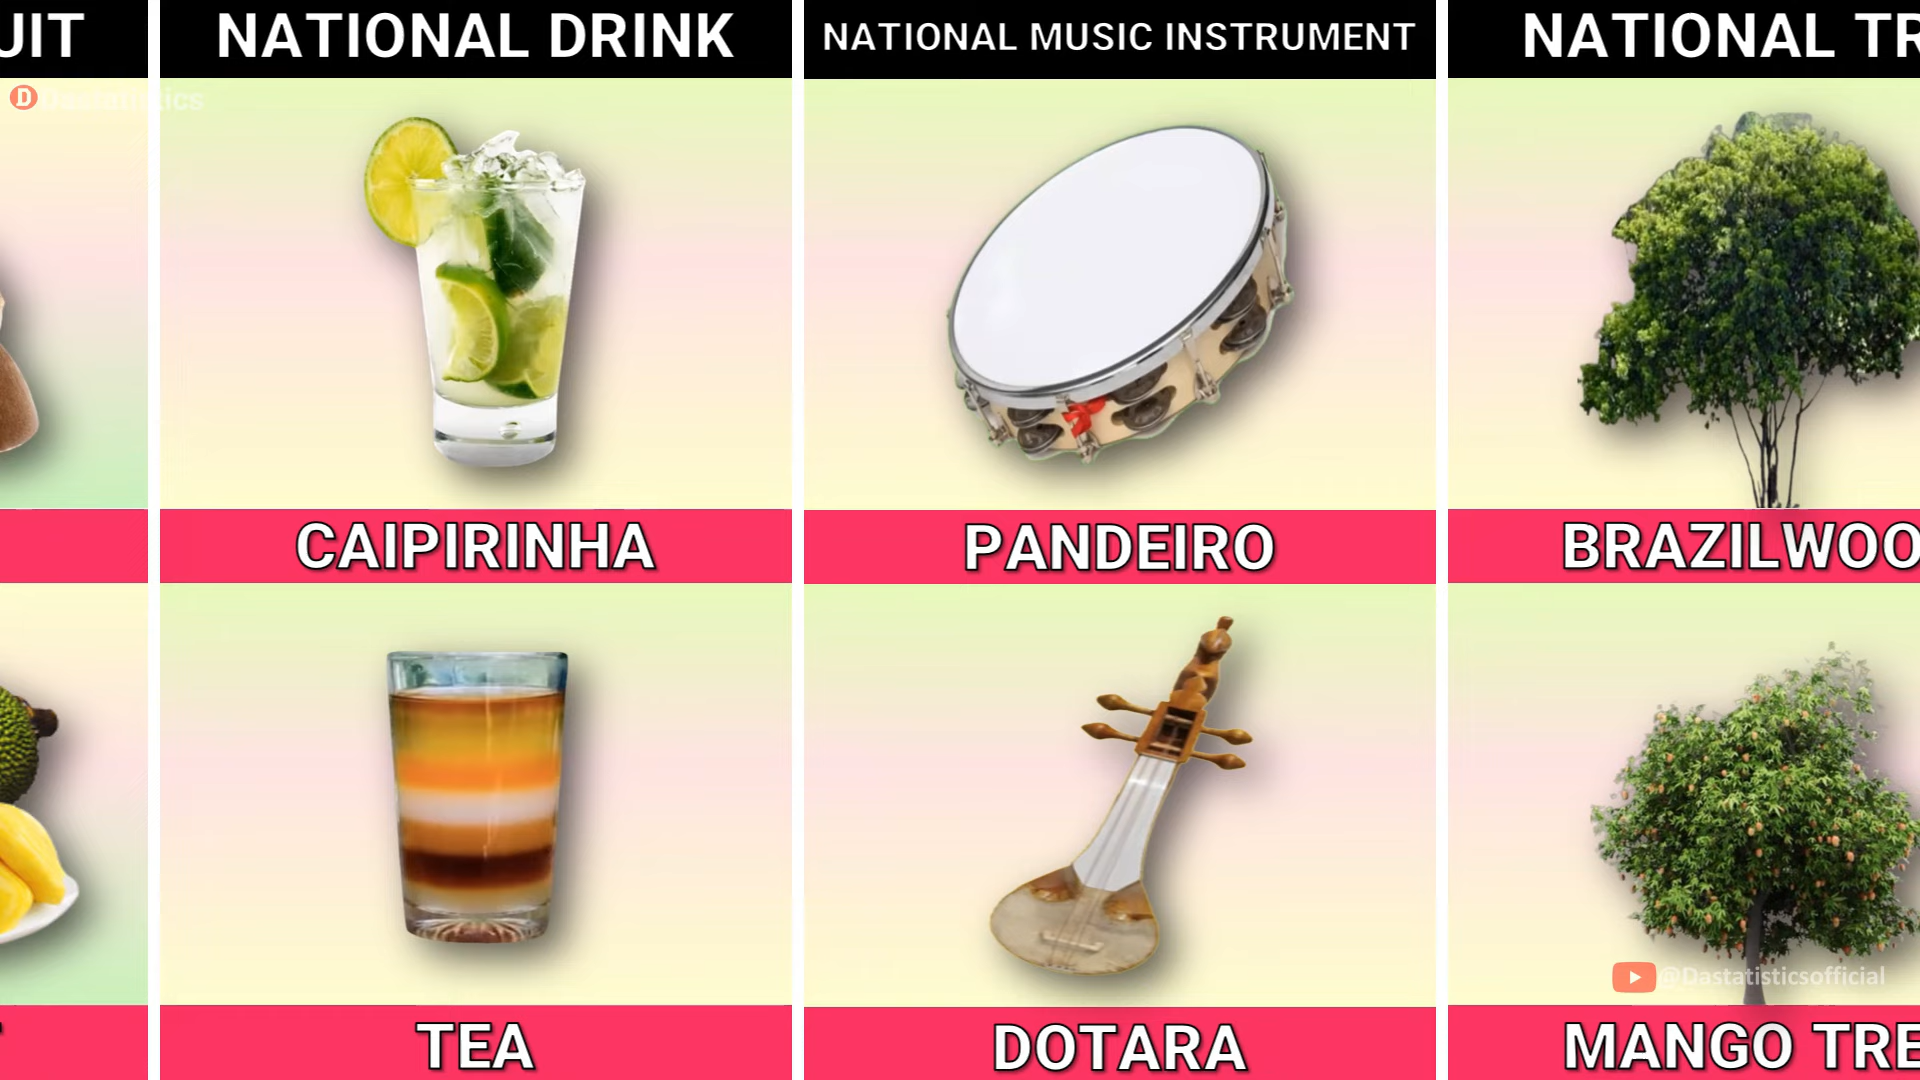 UIT
NATIONAL DRINK
NATIONAL MUSIC INSTRUMENT
NATIONAL TR
D
CAIPIRINHA
PANDEIRO
BRAZILWOO
TEA
DOTARA
@Dastatisticsofficial
MANGO TRE